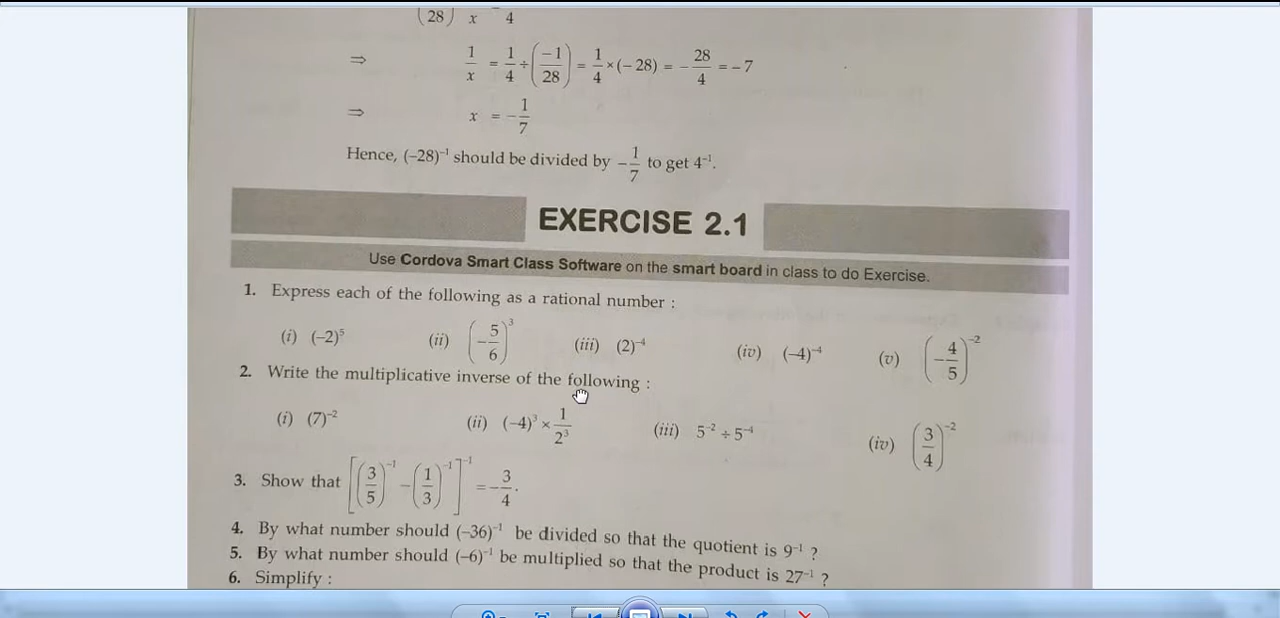 (28) x 4
⇒ 1/x = 1/4 ÷ (-1/28) = 1/4 × (– 28) = – 28/4 = – 7
⇒ x = – 1/7
Hence, (–28)⁻¹ should be divided by – 1/7 to get 4⁻¹.
EXERCISE 2.1
Use Cordova Smart Class Software on the smart board in class to do Exercise.
1. Express each of the following as a rational number :
(i) (–2)⁵ (ii) (– 5/6)³ (iii) (2)⁻⁴ (iv) (–4)⁻⁴ (v) (– 4/5)⁻²
2. Write the multiplicative inverse of the following :
(i) (7)⁻² (ii) (–4)³ × 1/2³ (iii) 5⁻² ÷ 5⁻⁴ (iv) (3/4)⁻²
3. Show that [(3/5)⁻¹ – (1/3)⁻¹]⁻¹ = – 3/4.
4. By what number should (–36)⁻¹ be divided so that the quotient is 9⁻¹ ?
5. By what number should (–6)⁻¹ be multiplied so that the product is 27⁻¹ ?
6. Simplify :